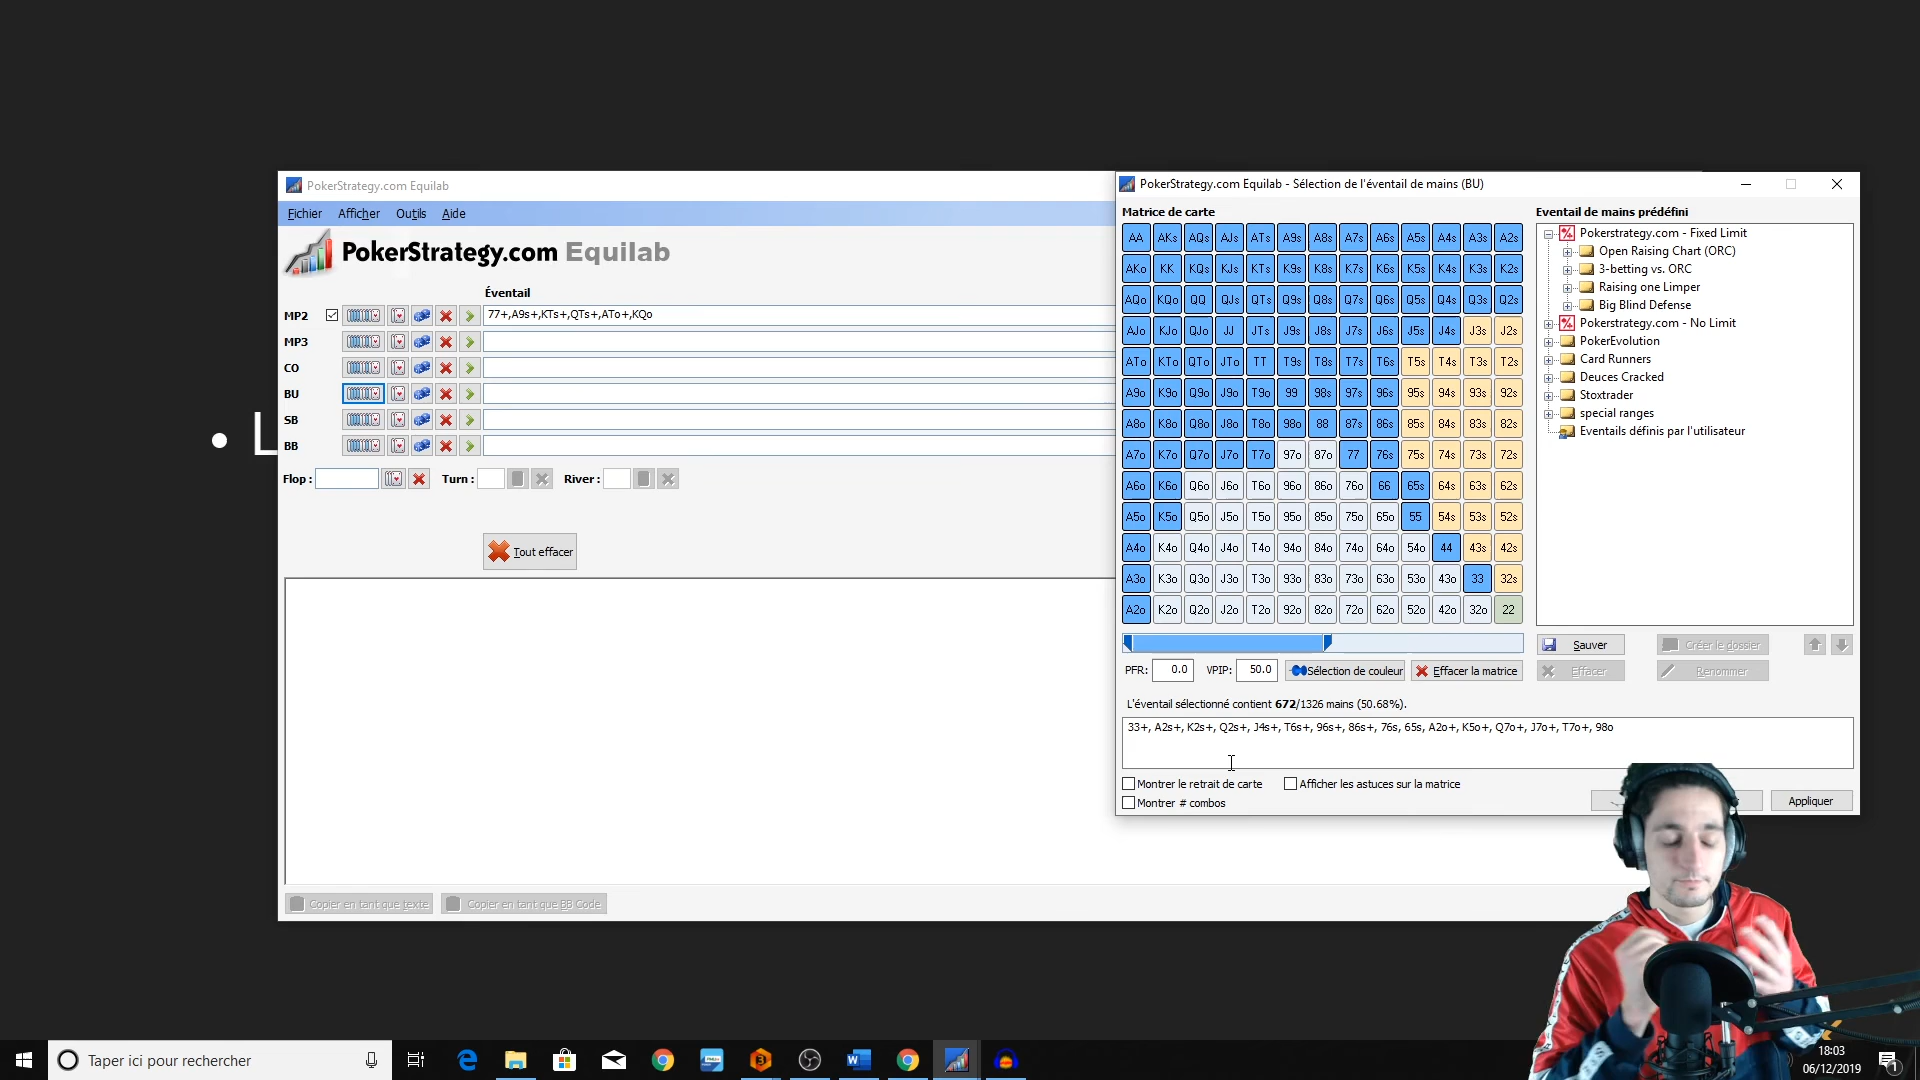 PokerStrategy.com Equilab
Fichier Afficher Outils Aide
PokerStrategy.com Equilab
Éventail
MP2 77+,A9s+,KTs+,QTs+,ATo+,KQo
MP3
CO
BU
SB
BB
Flop : Turn : River :
Tout effacer
Copier en tant que texte Copier en tant que BB Code
• L
PokerStrategy.com Equilab - Sélection de l'éventail de mains (BU)
Matrice de carte
AA AKs AQs AJs ATs A9s A8s A7s A6s A5s A4s A3s A2s
AKo KK KQs KJs KTs K9s K8s K7s K6s K5s K4s K3s K2s
AQo KQo QQ QJs QTs Q9s Q8s Q7s Q6s Q5s Q4s Q3s Q2s
AJo KJo QJo JJ JTs J9s J8s J7s J6s J5s J4s J3s J2s
ATo KTo QTo JTo TT T9s T8s T7s T6s T5s T4s T3s T2s
A9o K9o Q9o J9o T9o 99 98s 97s 96s 95s 94s 93s 92s
A8o K8o Q8o J8o T8o 98o 88 87s 86s 85s 84s 83s 82s
A7o K7o Q7o J7o T7o 97o 87o 77 76s 75s 74s 73s 72s
A6o K6o Q6o J6o T6o 96o 86o 76o 66 65s 64s 63s 62s
A5o K5o Q5o J5o T5o 95o 85o 75o 65o 55 54s 53s 52s
A4o K4o Q4o J4o T4o 94o 84o 74o 64o 54o 44 43s 42s
A3o K3o Q3o J3o T3o 93o 83o 73o 63o 53o 43o 33 32s
A2o K2o Q2o J2o T2o 92o 82o 72o 62o 52o 42o 32o 22
PFR: 0.0 VPIP: 50.0 Sélection de couleur Effacer la matrice
L'éventail sélectionné contient 672/1326 mains (50.68%).
33+, A2s+, K2s+, Q2s+, J4s+, T6s+, 96s+, 86s+, 76s, 65s, A2o+, K5o+, Q7o+, J7o+, T7o+, 98o
Montrer le retrait de carte Afficher les astuces sur la matrice
Montrer # combos
Appliquer
Eventail de mains prédéfini
Pokerstrategy.com - Fixed Limit
Open Raising Chart (ORC)
3-betting vs. ORC
Raising one Limper
Big Blind Defense
Pokerstrategy.com - No Limit
PokerEvolution
Card Runners
Deuces Cracked
Stoxtrader
special ranges
Eventails définis par l'utilisateur
Sauver Créer le dossier
Effacer Renommer
Taper ici pour rechercher
18:03
06/12/2019